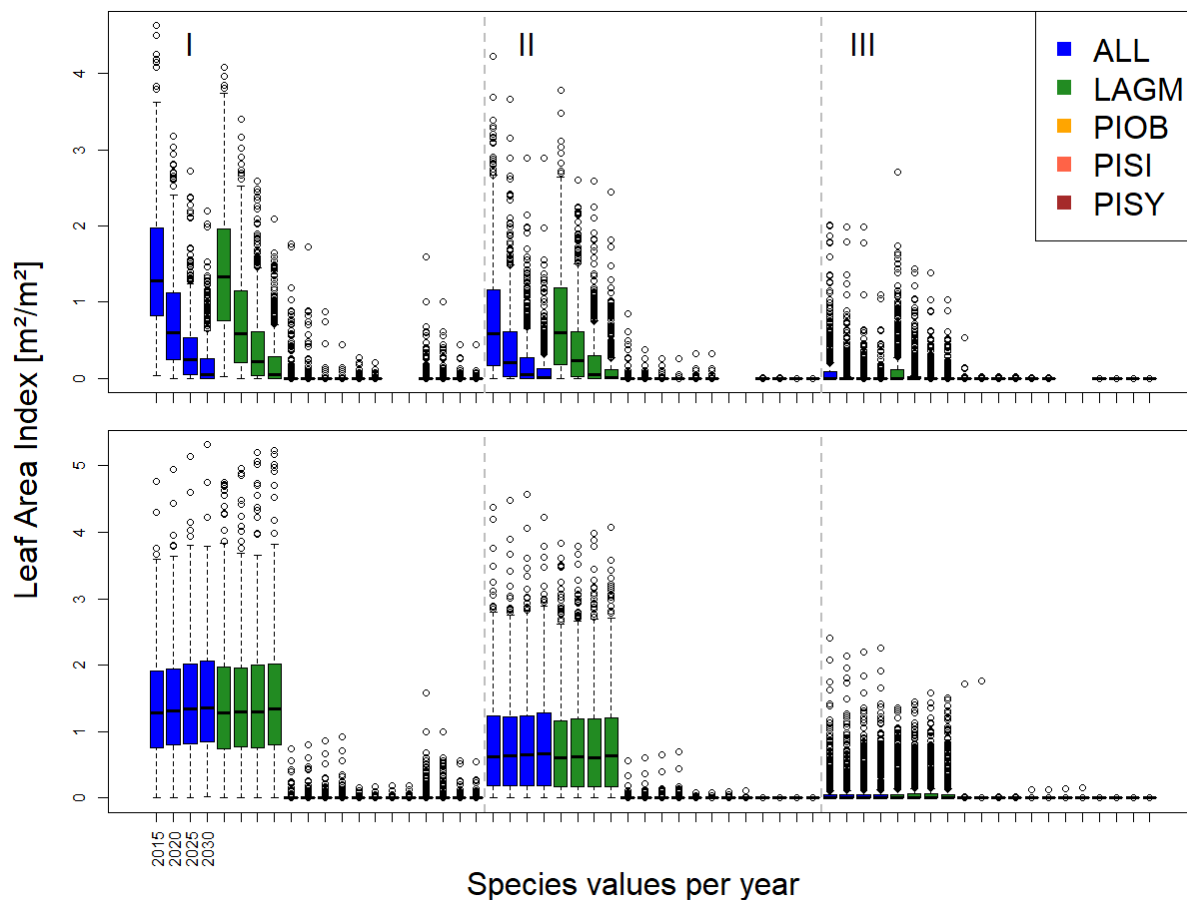 I
II
III
ALL
LAGM
PIOB
PISI
PISY
4
3
2
1
0
Leaf Area Index [m²/m²]
5
4
3
2
1
0
2015
2020
2025
2030
Species values per year